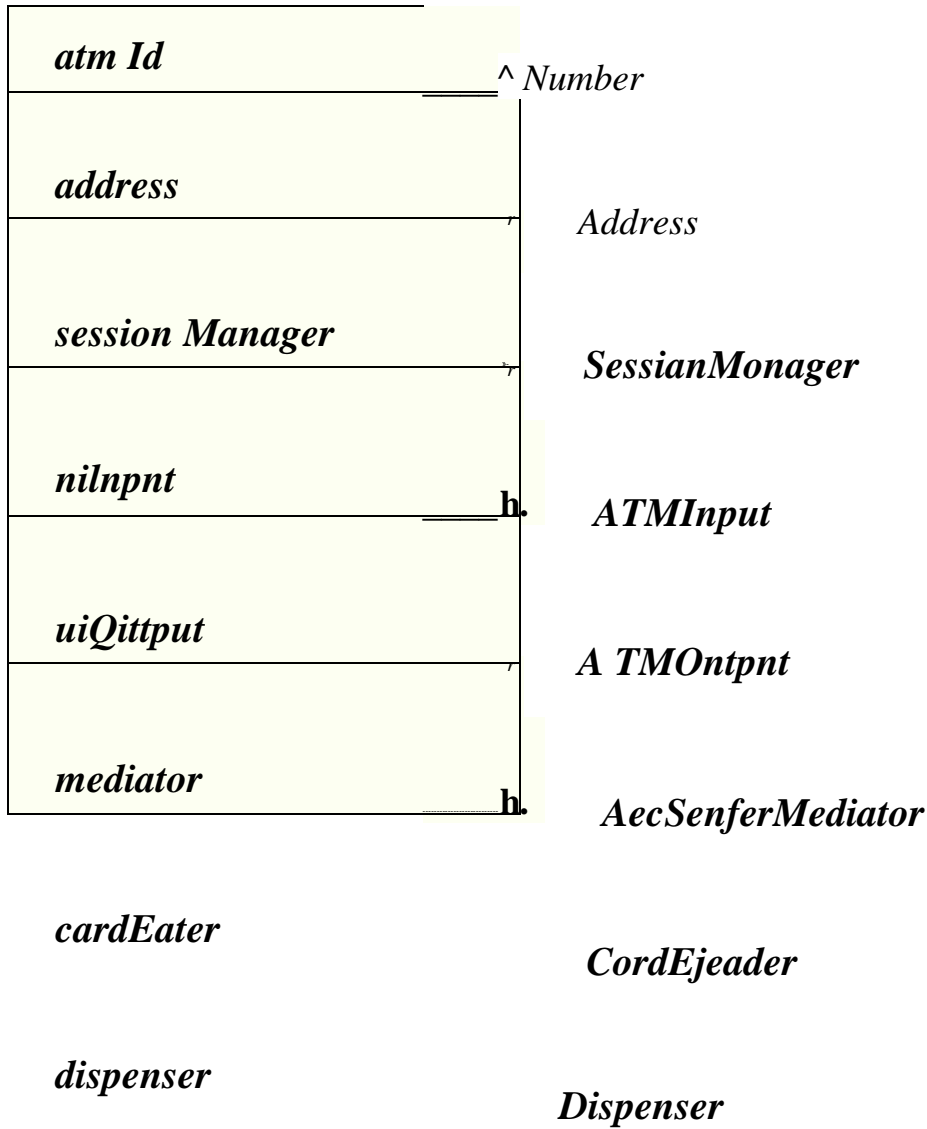 atm Id
^ Number
address
r Address
session Manager
r SessianMonager
nilnpnt
h. ATMInput
uiQittput
r A TMOntpnt
mediator
h. AecSenferMediator
cardEater
CordEjeader
dispenser
Dispenser